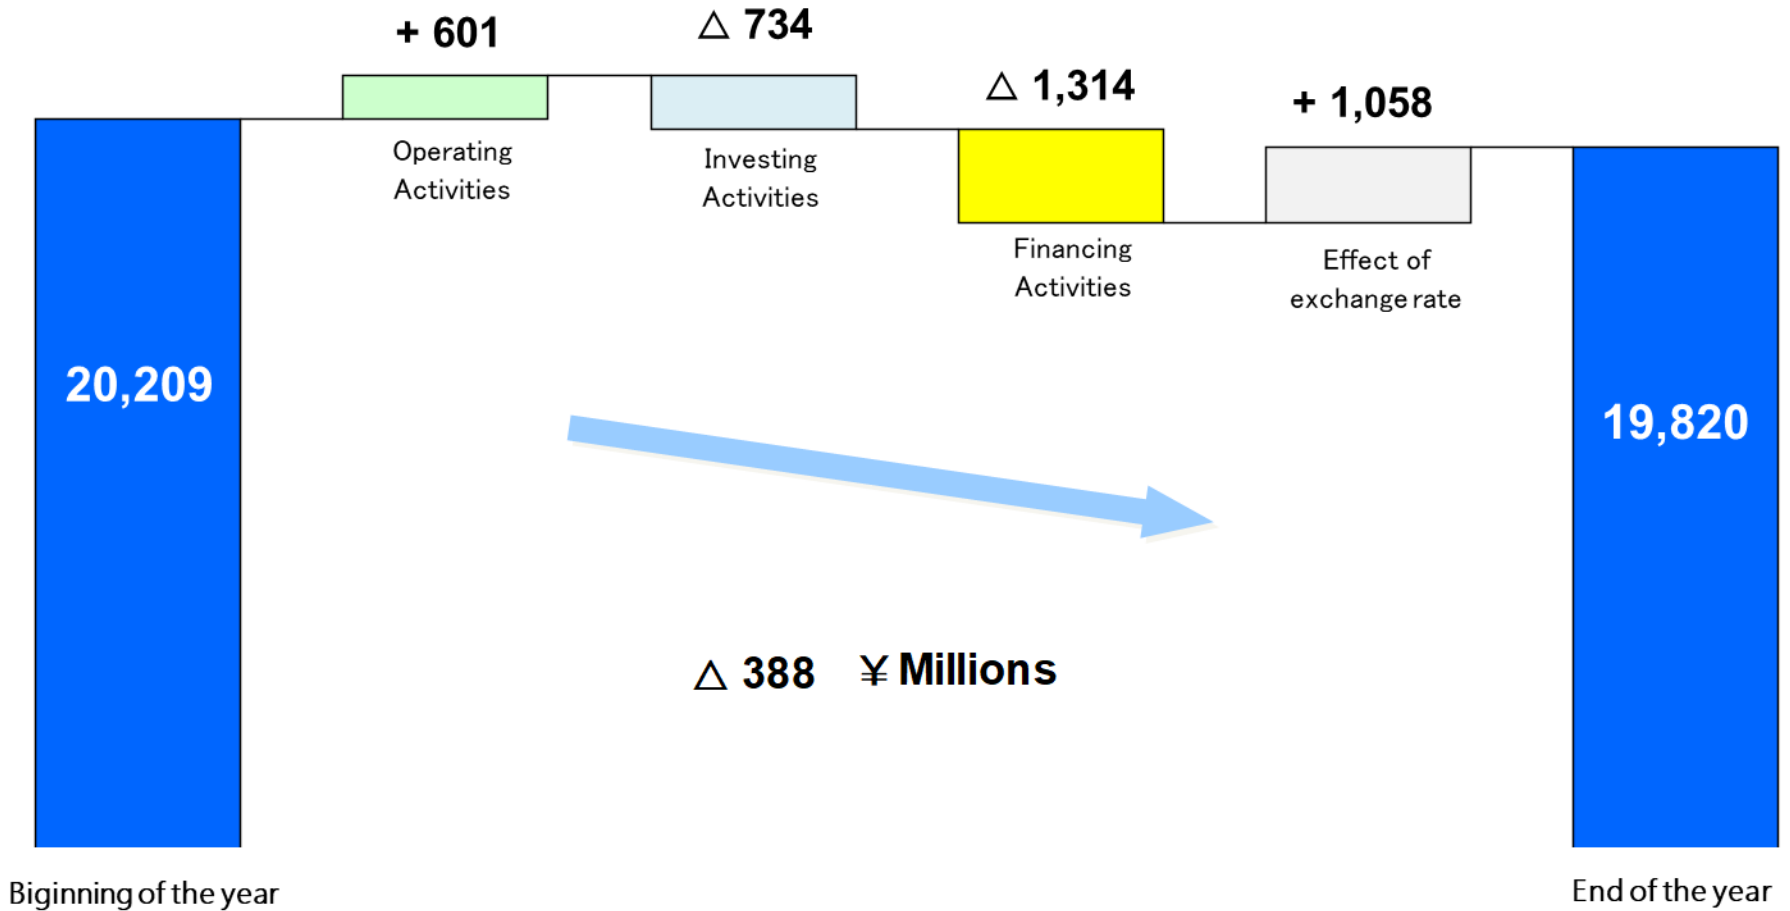 + 601
△ 734
△ 1,314
+ 1,058
Operating
Activities
Investing
Activities
Financing
Activities
Effect of
exchange rate
20,209
19,820
△ 388 ¥ Millions
Biginning of the year
End of the year